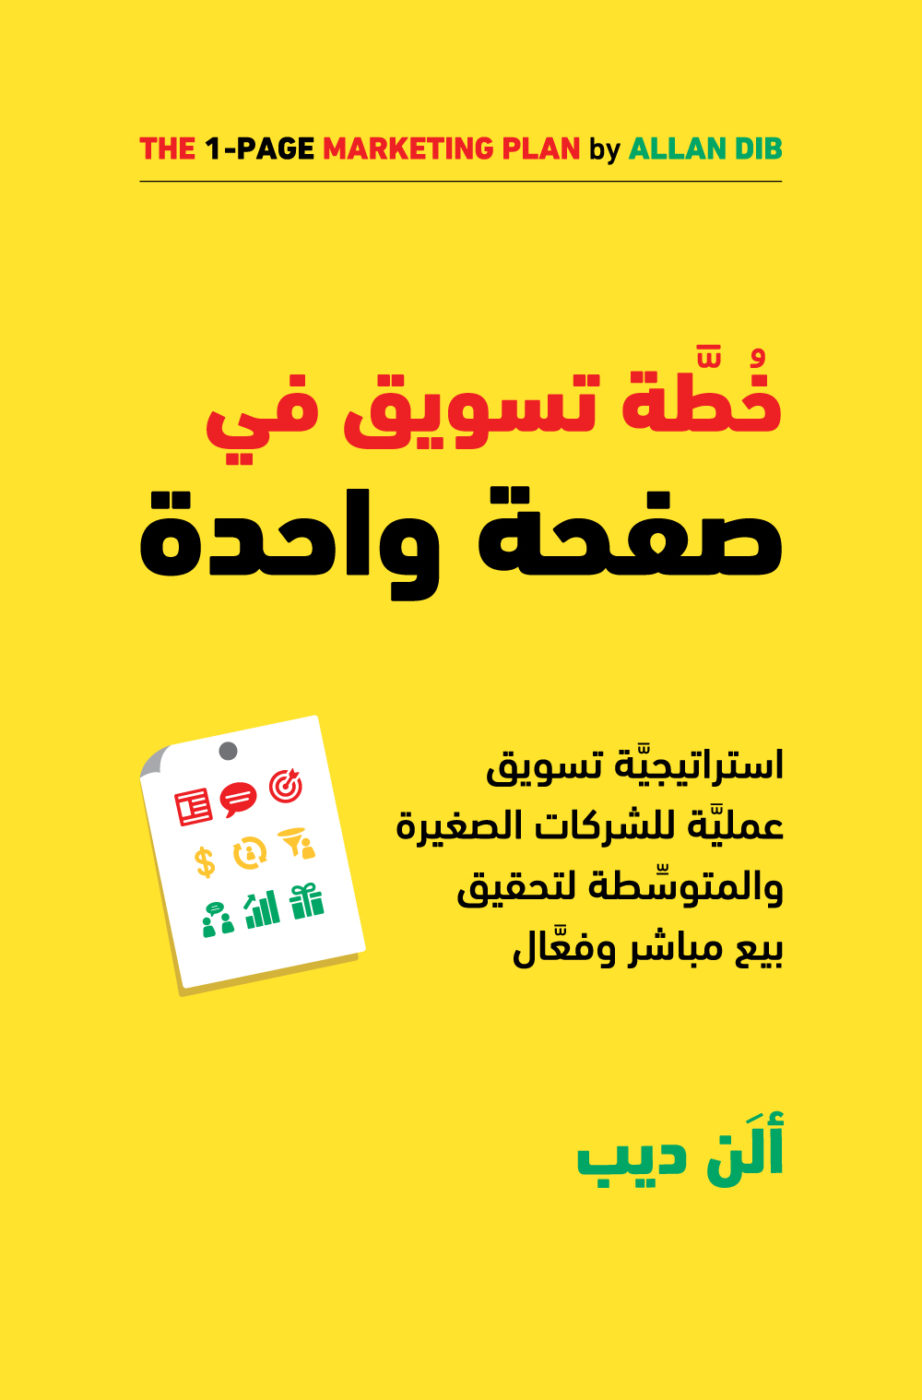 THE 1-PAGE MARKETING PLAN by ALLAN DIB
خُطَّة تسويق في
صفحة واحدة
استراتيجيَّة تسويق
عمليَّة للشركات الصغيرة
والمتوسِّطة لتحقيق
بيع مباشر وفعَّال
ألَن ديب